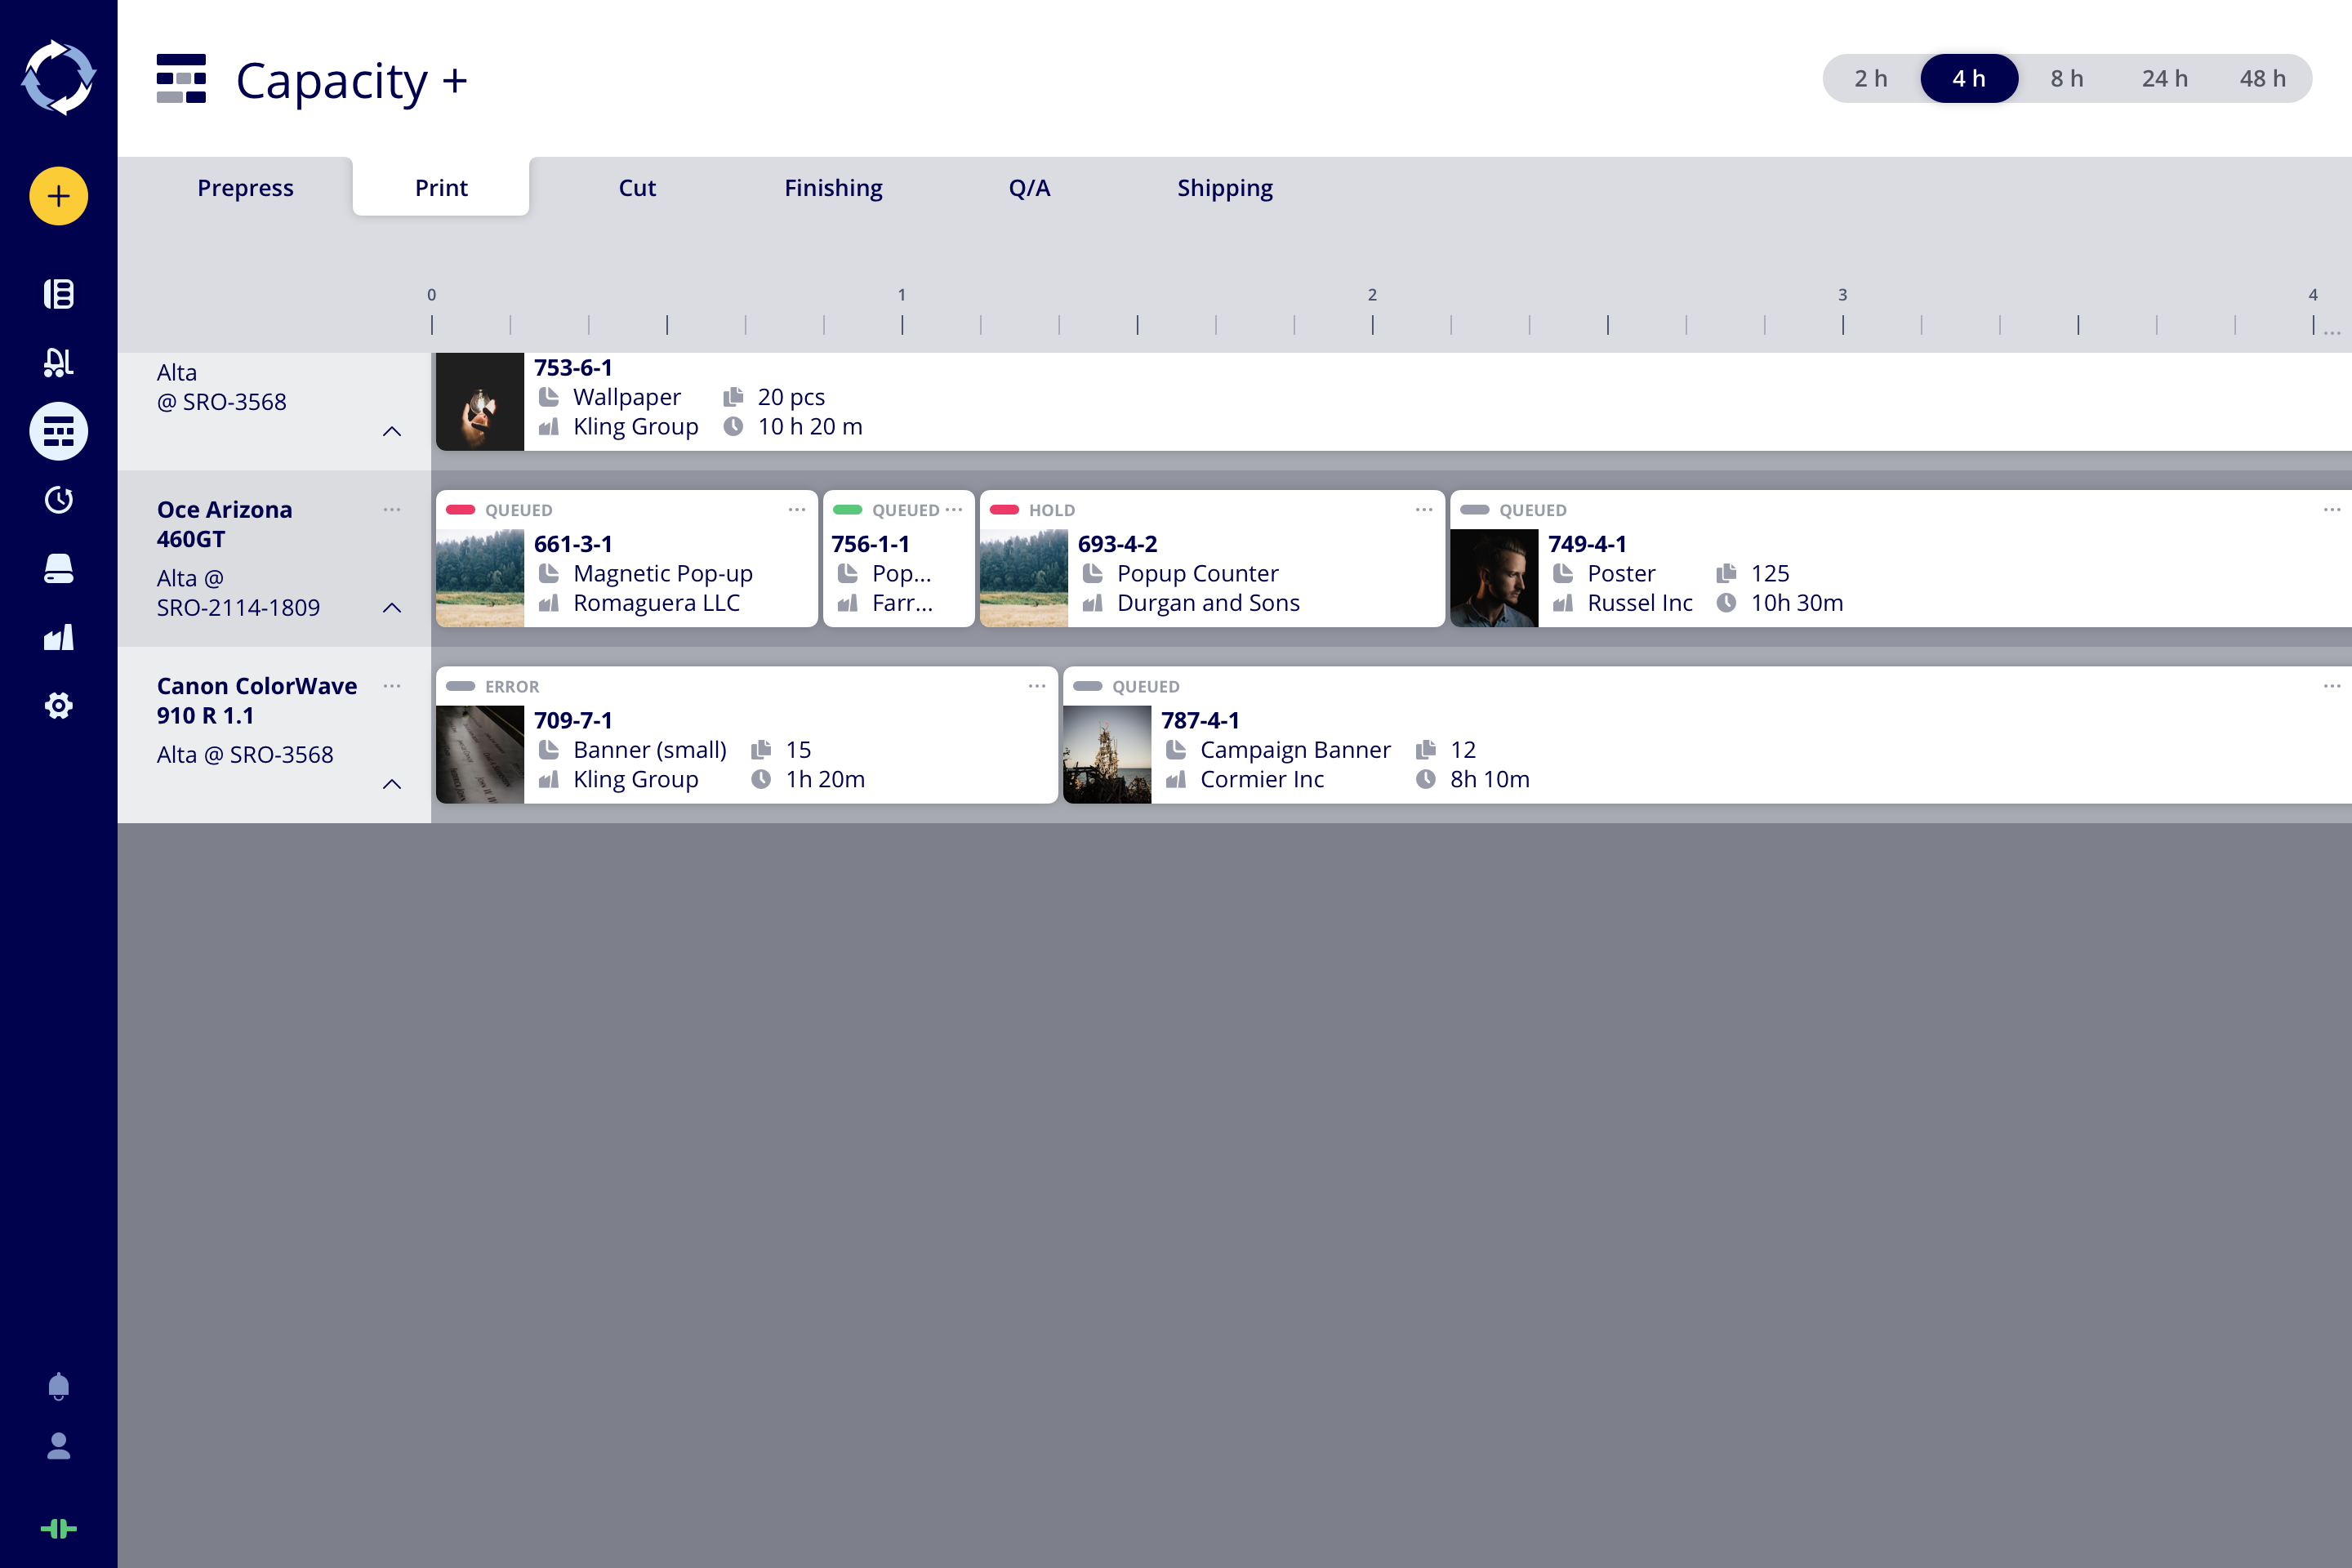 Capacity +
2 h 4 h 8 h 24 h 48 h
Prepress Print Cut Finishing Q/A Shipping
0 1 2 3 4
...
Alta
@ SRO-3568
753-6-1
Wallpaper 20 pcs
Kling Group 10 h 20 m
Oce Arizona
460GT
Alta @
SRO-2114-1809
QUEUED
661-3-1
Magnetic Pop-up
Romaguera LLC
QUEUED
756-1-1
Pop...
Farr...
HOLD
693-4-2
Popup Counter
Durgan and Sons
QUEUED
749-4-1
Poster 125
Russel Inc 10h 30m
Canon ColorWave
910 R 1.1
Alta @ SRO-3568
ERROR
709-7-1
Banner (small) 15
Kling Group 1h 20m
QUEUED
787-4-1
Campaign Banner 12
Cormier Inc 8h 10m